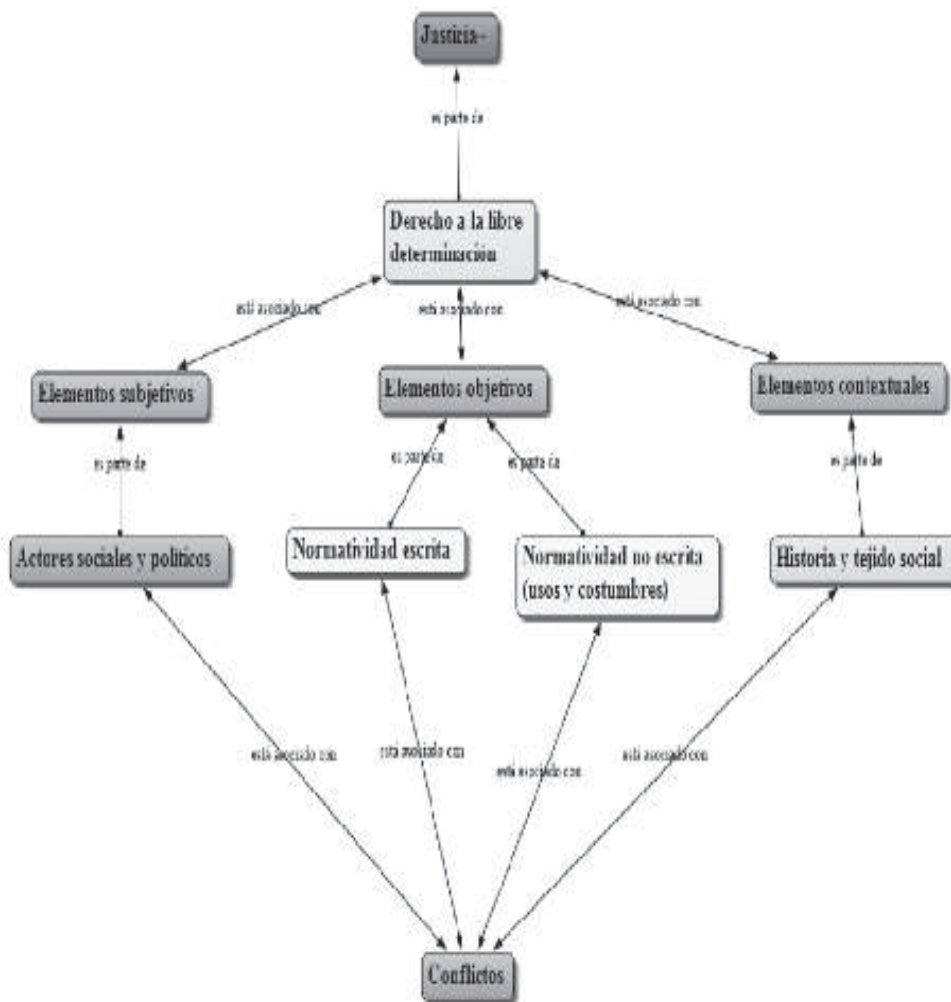 Justicia~
es parte de
Derecho a la libre
determinación
está asociado con
está asociado con
está asociado con
Elementos subjetivos
Elementos objetivos
Elementos contextuales
es parte de
es parte de
es parte de
es parte de
Actores sociales y políticos
Normatividad escrita
Normatividad no escrita
(usos y costumbres)
Historia y tejido social
está asociado con
está asociado con
está asociado con
está asociado con
Conflictos